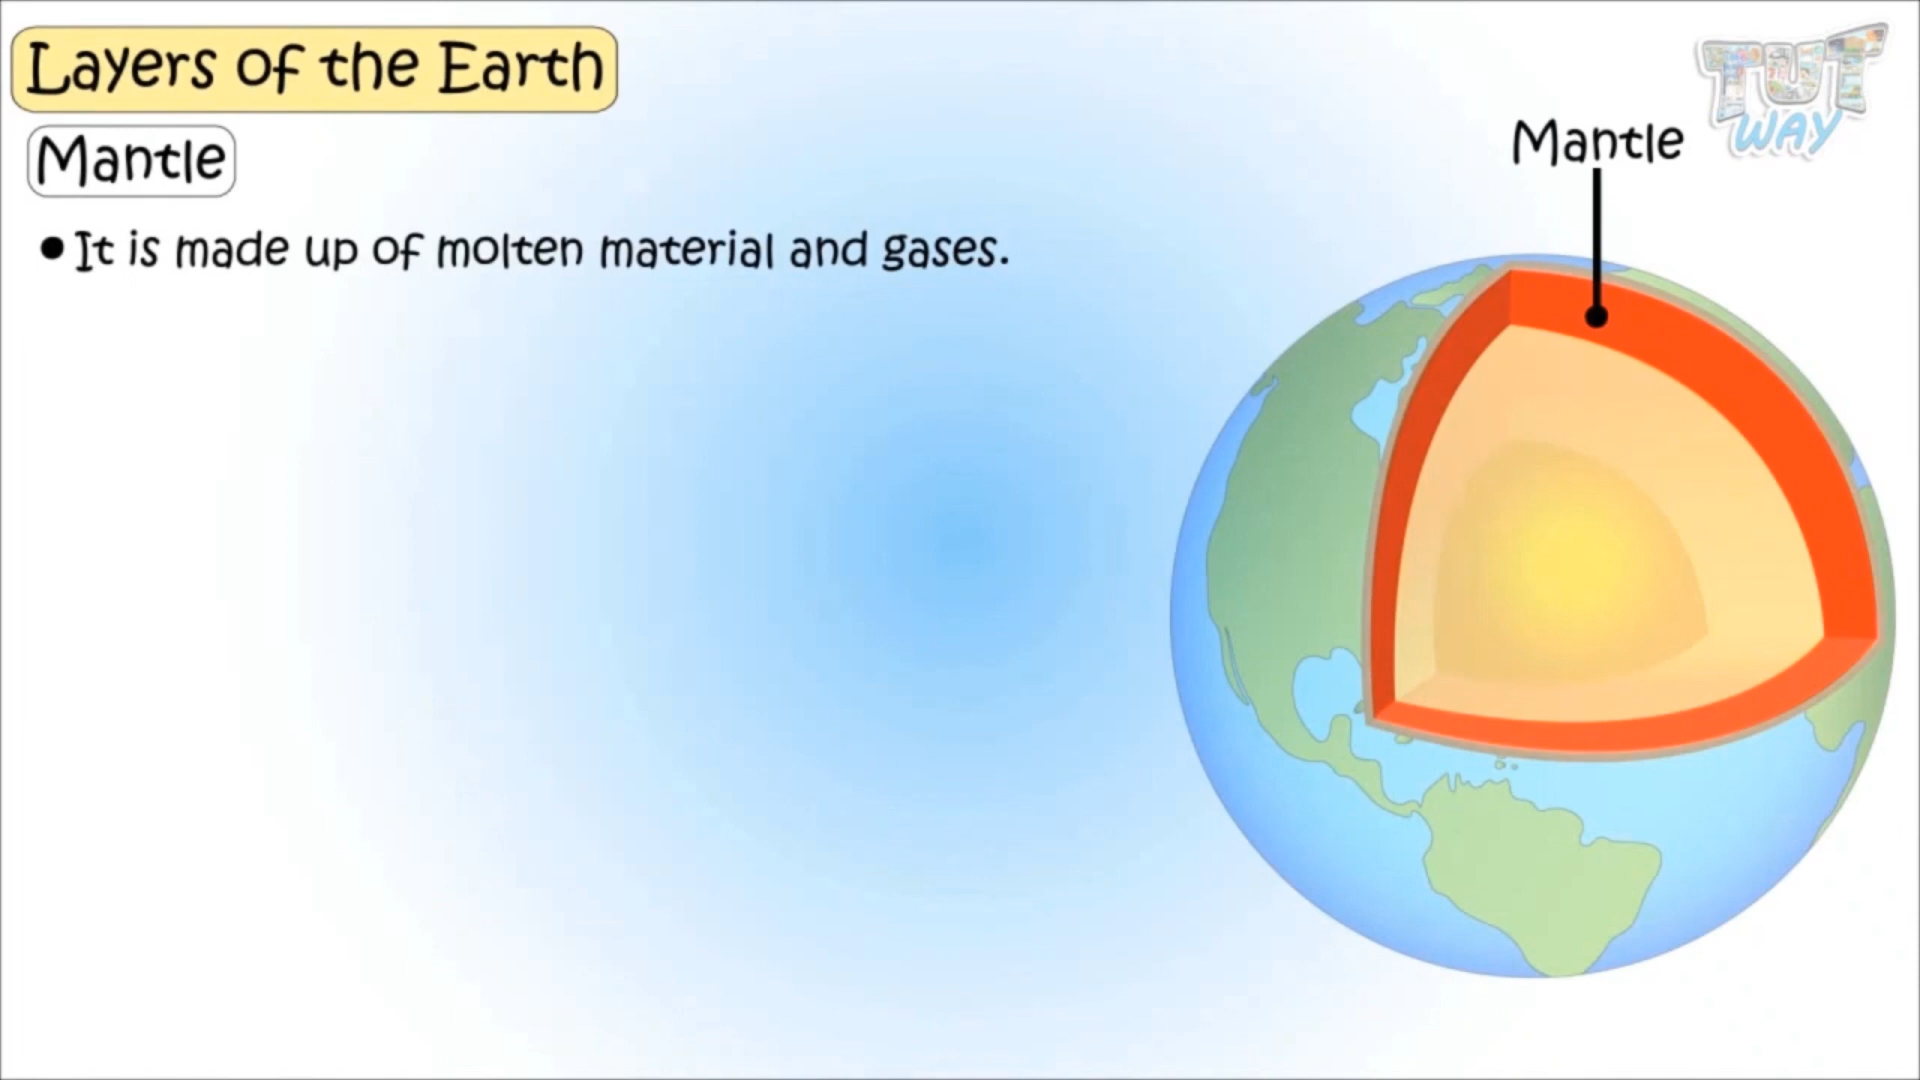 Layers of the Earth
TUT
WAY
Mantle
Mantle
● It is made up of molten material and gases.